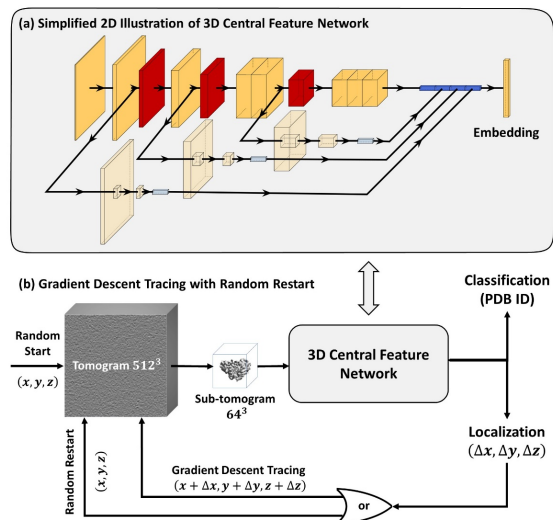 (a) Simplified 2D Illustration of 3D Central Feature Network
Embedding
(b) Gradient Descent Tracing with Random Restart
Classification
(PDB ID)
Random
Start
(x, y, z)
Tomogram 512³
Sub-tomogram
64³
3D Central Feature
Network
Localization
(Δx, Δy, Δz)
Random Restart
(x, y, z)
Gradient Descent Tracing
(x + Δx, y + Δy, z + Δz)
or